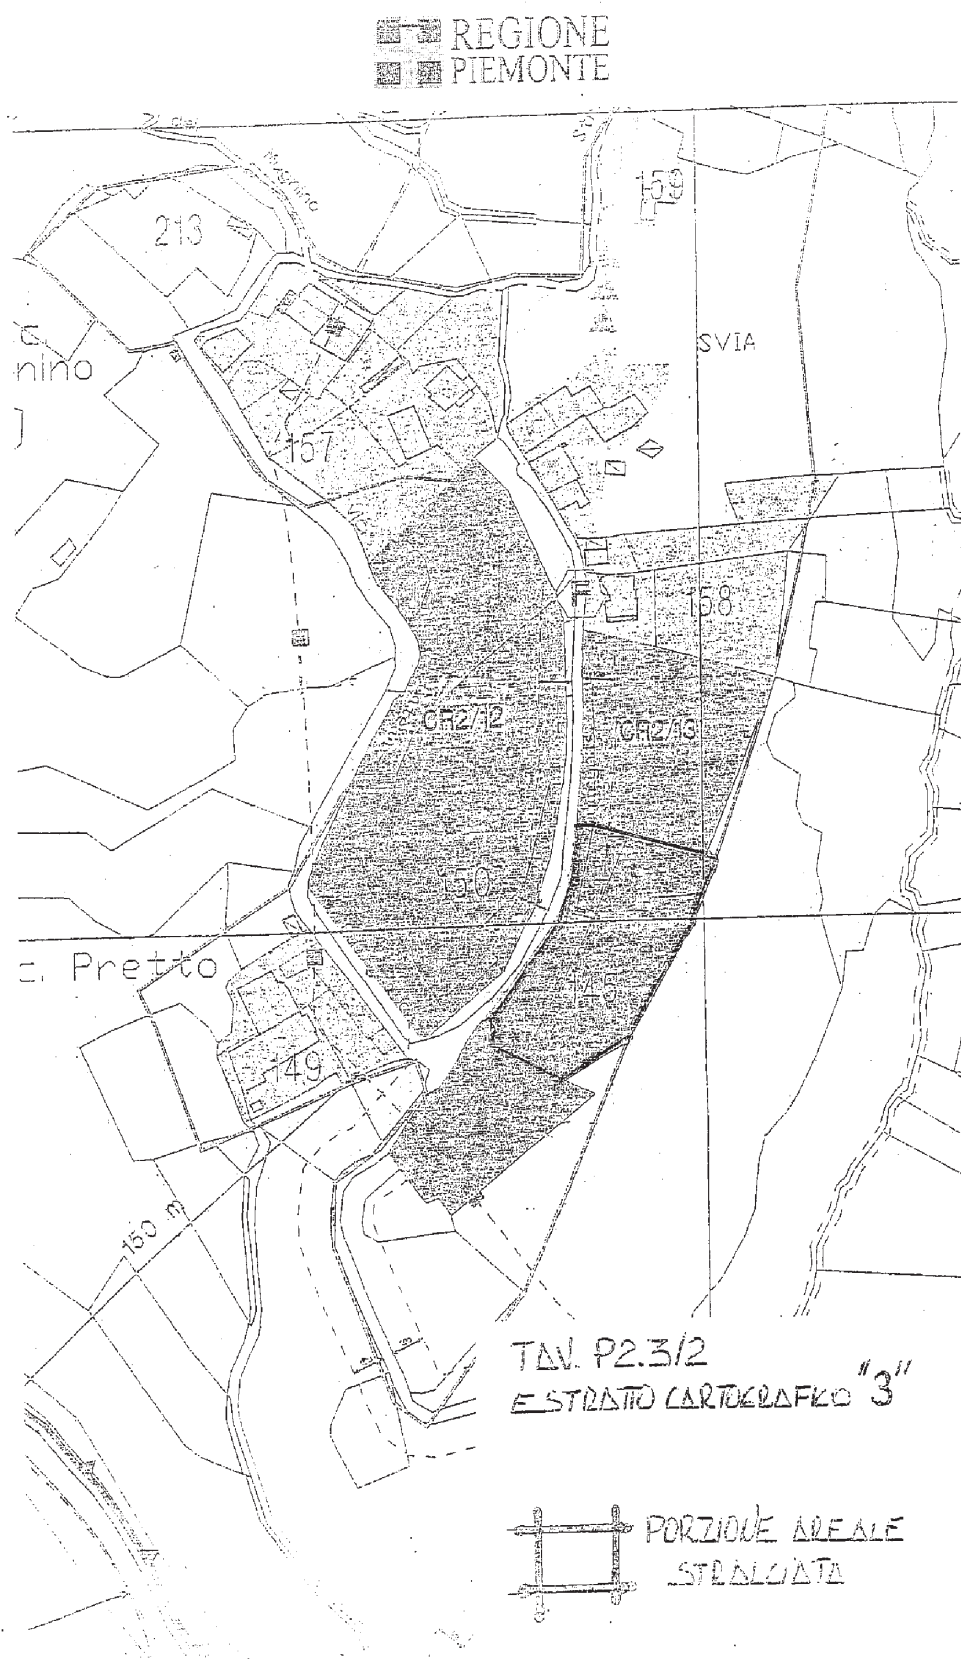 REGIONE
PIEMONTE
159
213
C.
nino
SVIA
157
F
158
CR2/12
CR2/13
150
C. Pretto
145
149
150 m
TAV. P2.3/2
ESTRATTO CARTOGRAFICO "3"
PORZIONE AREALE
STRALCIATA